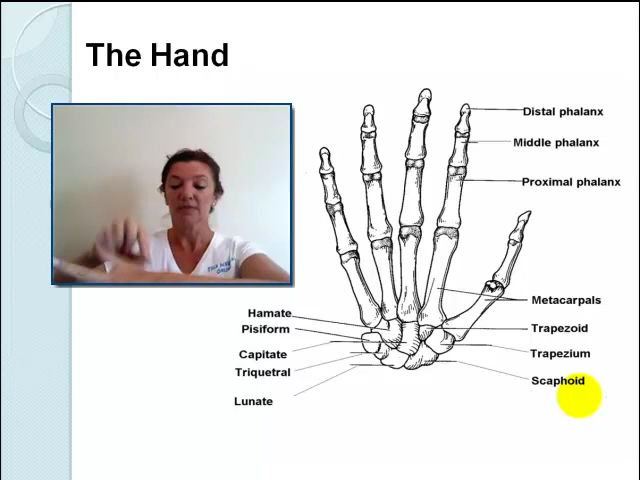 The Hand
Distal phalanx
Middle phalanx
Proximal phalanx
Metacarpals
Hamate
Trapezoid
Pisiform
Capitate
Trapezium
Triquetral
Scaphoid
Lunate